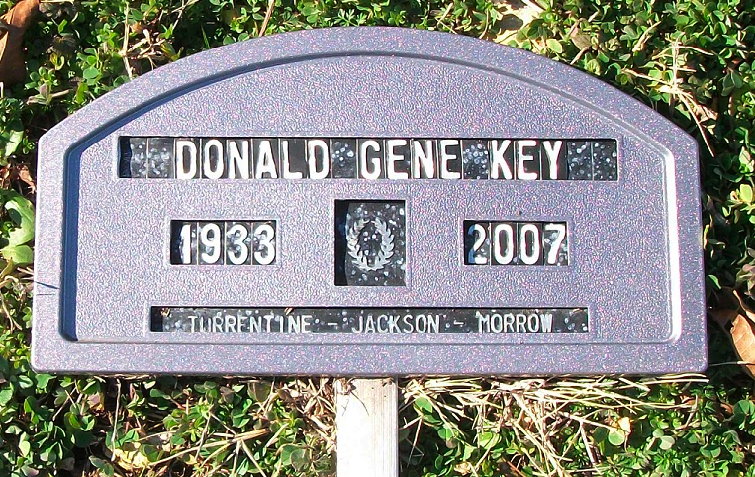 DONALD GENE KEY
1933 2007
TURRENTINE - JACKSON - MORROW